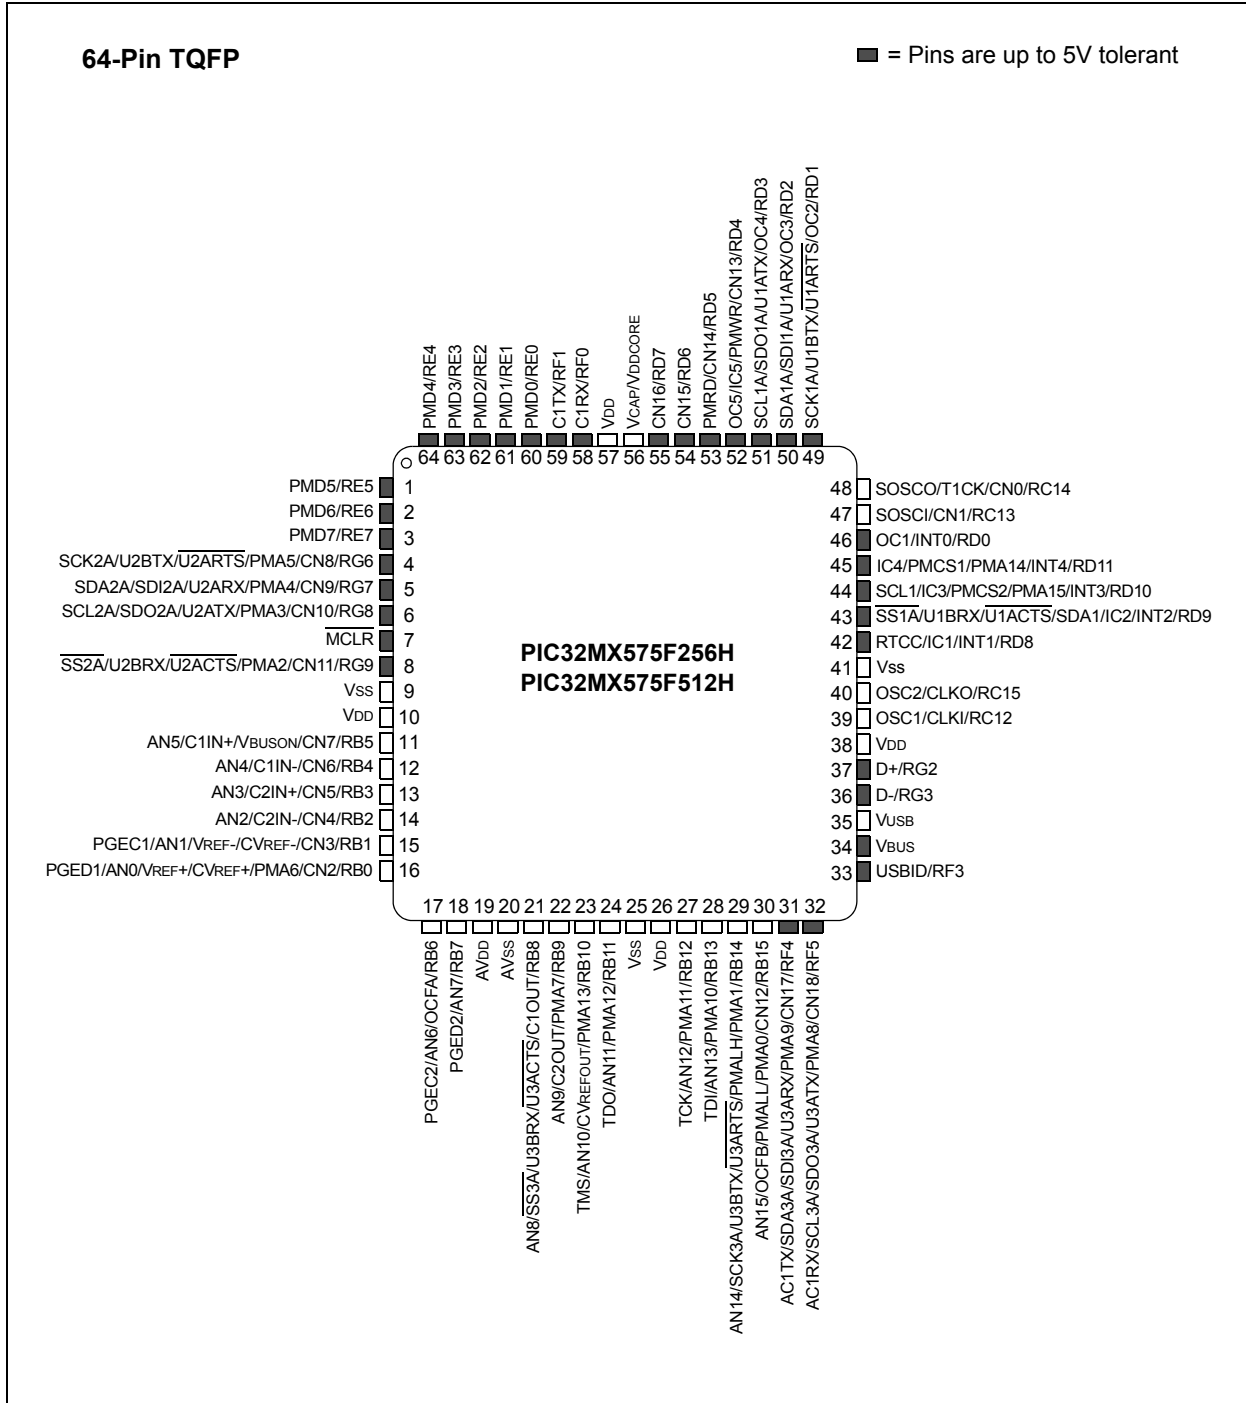 64-Pin TQFP
= Pins are up to 5V tolerant
PMD4/RE4
PMD3/RE3
PMD2/RE2
PMD1/RE1
PMD0/RE0
C1TX/RF1
C1RX/RF0
VDD
VCAP/VDDCORE
CN16/RD7
CN15/RD6
PMRD/CN14/RD5
OC5/IC5/PMWR/CN13/RD4
SCL1A/SDO1A/U1ATX/OC4/RD3
SDA1A/SDI1A/U1ARX/OC3/RD2
SCK1A/U1BTX/U1ARTS/OC2/RD1
64 63 62 61 60 59 58 57 56 55 54 53 52 51 50 49
PMD5/RE5 1
PMD6/RE6 2
PMD7/RE7 3
SCK2A/U2BTX/U2ARTS/PMA5/CN8/RG6 4
SDA2A/SDI2A/U2ARX/PMA4/CN9/RG7 5
SCL2A/SDO2A/U2ATX/PMA3/CN10/RG8 6
MCLR 7
SS2A/U2BRX/U2ACTS/PMA2/CN11/RG9 8
VSS 9
VDD 10
AN5/C1IN+/VBUSON/CN7/RB5 11
AN4/C1IN-/CN6/RB4 12
AN3/C2IN+/CN5/RB3 13
AN2/C2IN-/CN4/RB2 14
PGEC1/AN1/VREF-/CVREF-/CN3/RB1 15
PGED1/AN0/VREF+/CVREF+/PMA6/CN2/RB0 16
PIC32MX575F256H
PIC32MX575F512H
48 SOSCO/T1CK/CN0/RC14
47 SOSCI/CN1/RC13
46 OC1/INT0/RD0
45 IC4/PMCS1/PMA14/INT4/RD11
44 SCL1/IC3/PMCS2/PMA15/INT3/RD10
43 SS1A/U1BRX/U1ACTS/SDA1/IC2/INT2/RD9
42 RTCC/IC1/INT1/RD8
41 Vss
40 OSC2/CLKO/RC15
39 OSC1/CLKI/RC12
38 VDD
37 D+/RG2
36 D-/RG3
35 VUSB
34 VBUS
33 USBID/RF3
17 18 19 20 21 22 23 24 25 26 27 28 29 30 31 32
PGEC2/AN6/OCFA/RB6
PGED2/AN7/RB7
AVDD
AVSS
AN8/SS3A/U3BRX/U3ACTS/C1OUT/RB8
AN9/C2OUT/PMA7/RB9
TMS/AN10/CVREFOUT/PMA13/RB10
TDO/AN11/PMA12/RB11
VSS
VDD
TCK/AN12/PMA11/RB12
TDI/AN13/PMA10/RB13
AN14/SCK3A/U3BTX/U3ARTS/PMALH/PMA1/RB14
AN15/OCFB/PMALL/PMA0/CN12/RB15
AC1TX/SDA3A/SDI3A/U3ARX/PMA9/CN17/RF4
AC1RX/SCL3A/SDO3A/U3ATX/PMA8/CN18/RF5